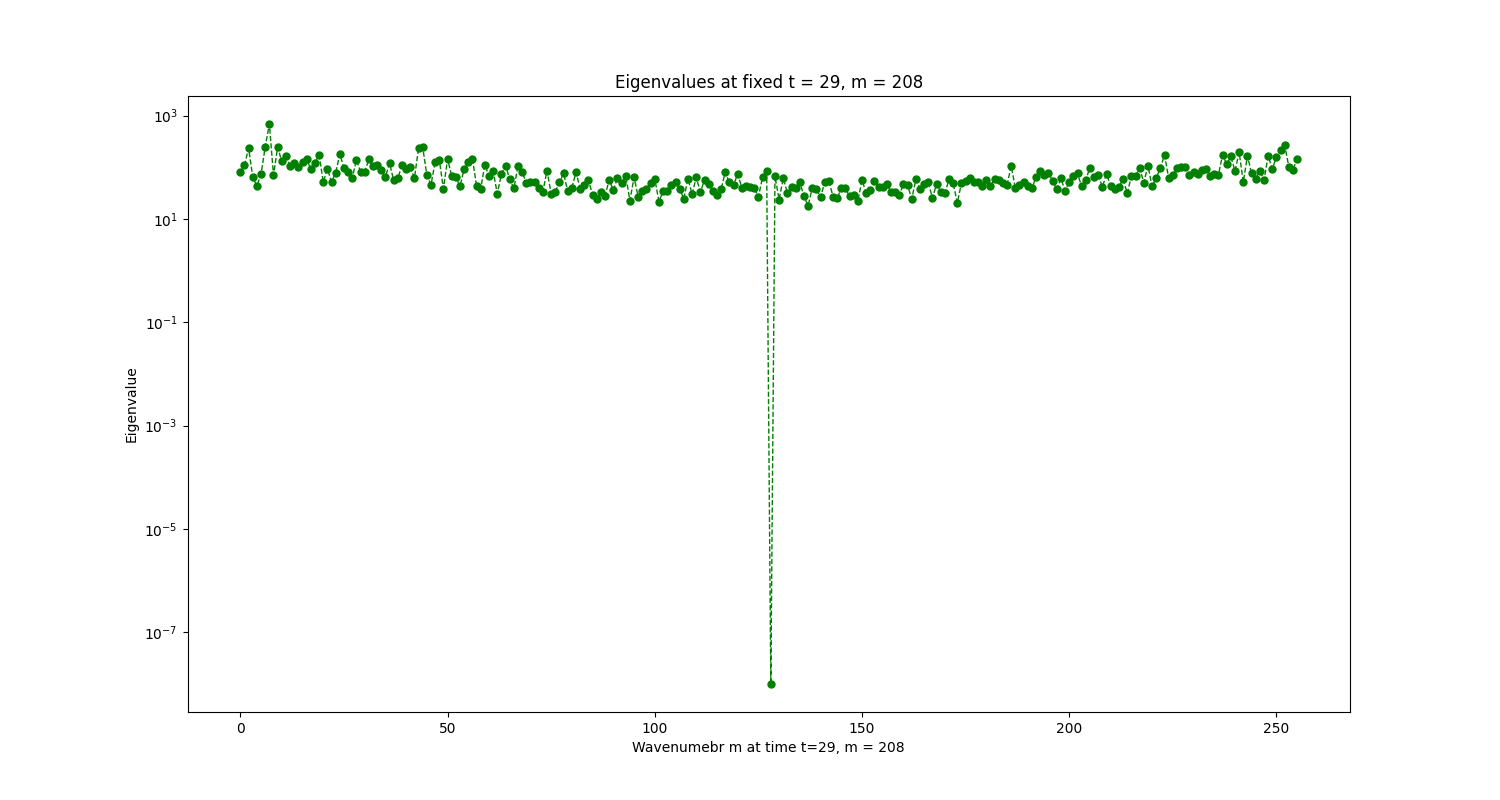 Eigenvalues at fixed t = 29, m = 208
10³
10¹
10⁻¹
10⁻³
10⁻⁵
10⁻⁷
Eigenvalue
0 50 100 150 200 250
Wavenumebr m at time t=29, m = 208